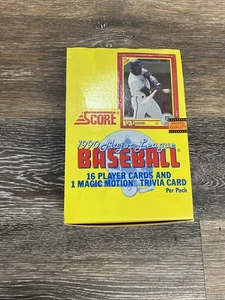 SCORE
1990 Major League
BASEBALL
16 PLAYER CARDS AND
1 MAGIC MOTION TRIVIA CARD
Per Pack